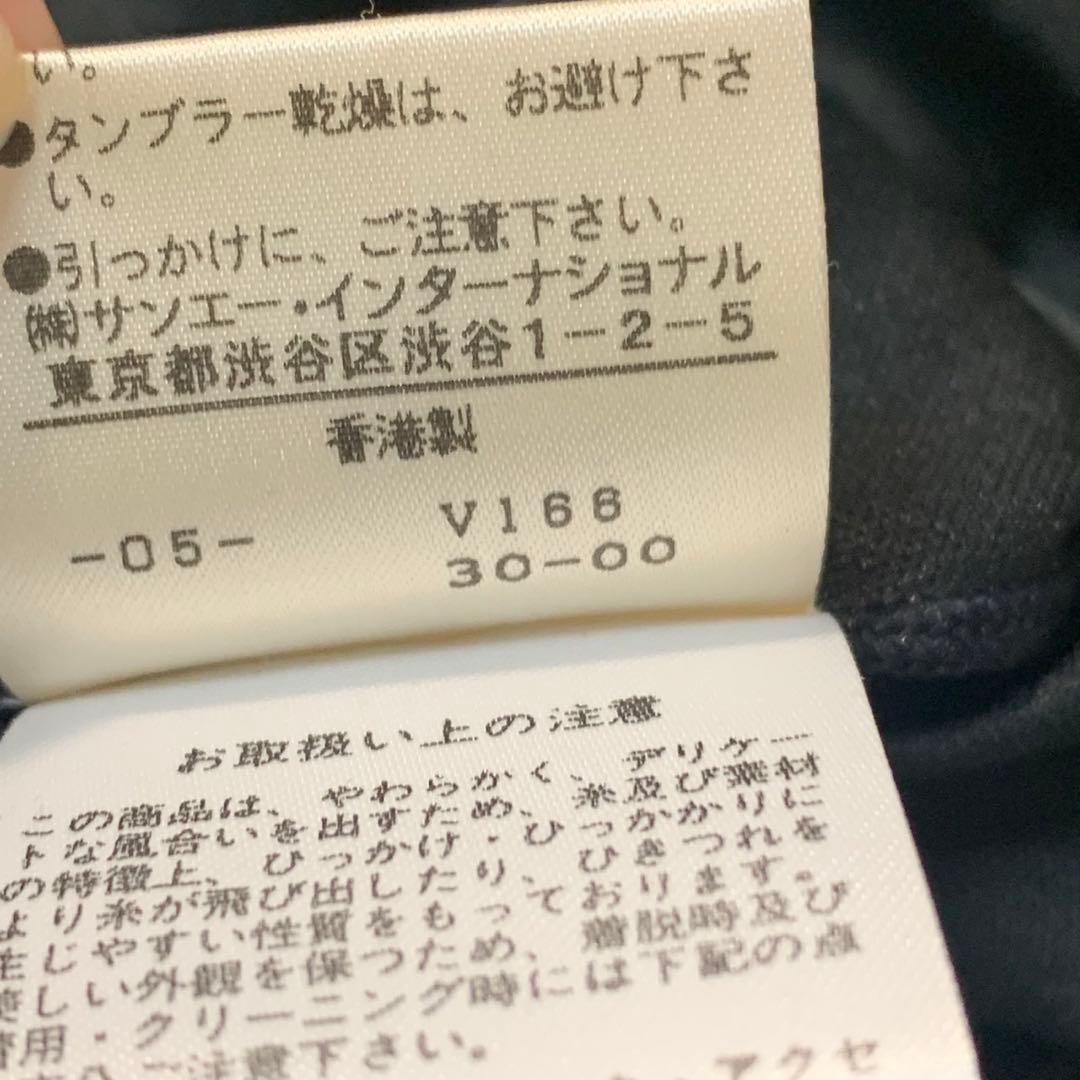 い。
●タンブラー乾燥は、お避け下さ
い。
●引っかけに、ご注意下さい。
㈱サンエー・インターナショナル
東京都渋谷区渋谷1-2-5
香港製
-05- V168
30-00
お取扱い上の注意
この商品は、やわらかく、デリケー
トな風合いを出すため、糸及び素材
の特徴上、ひっかけ・ひっかかりに
より糸が飛び出したり、ひきつれを
生じやすい性質をもっております。
美しい外観を保つため、着脱時及び
着用・クリーニング時には下記の点
ご注意下さい。
アクセ